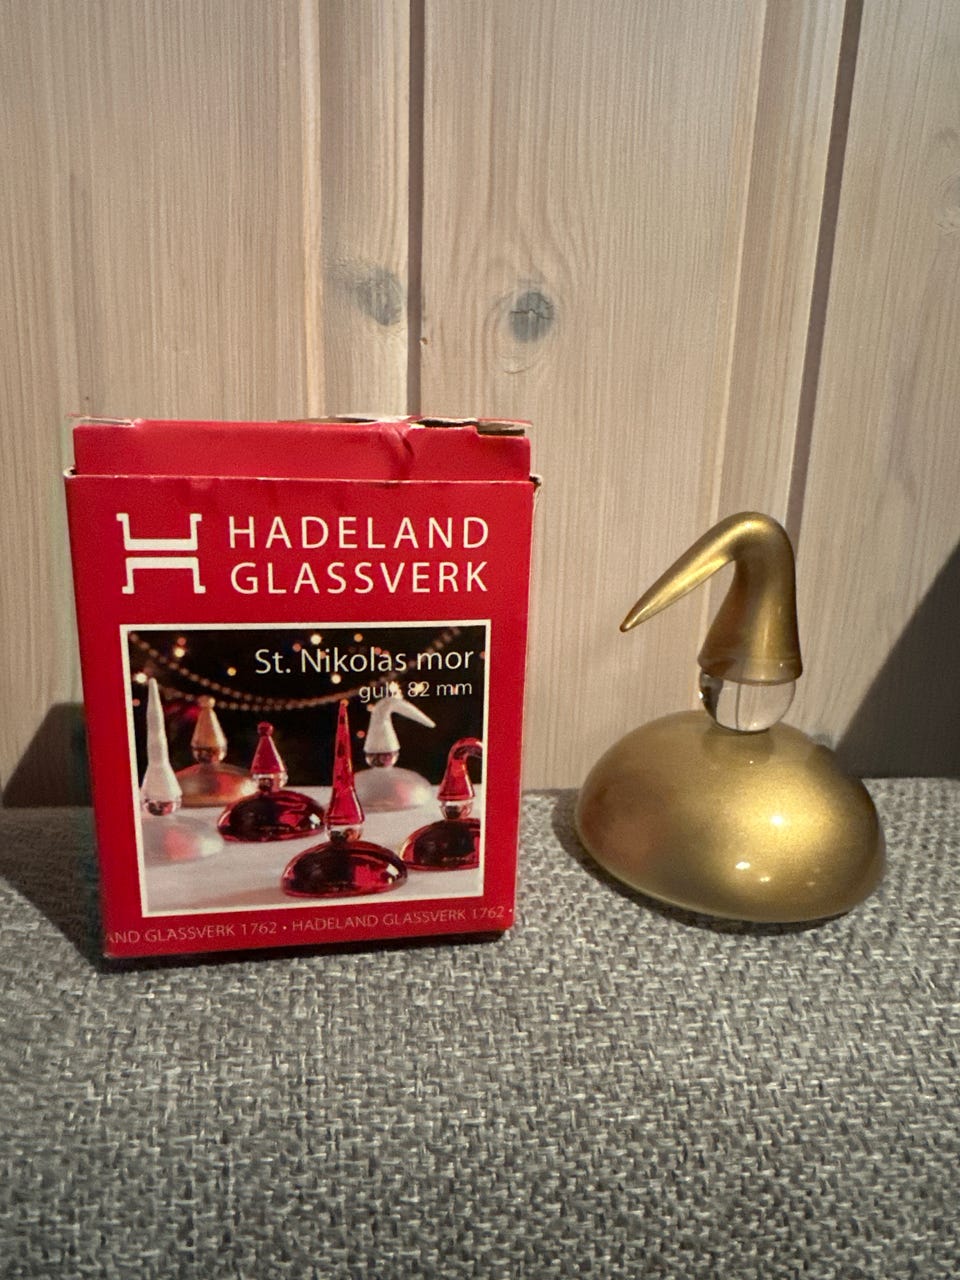 HADELAND
GLASSVERK
St. Nikolas mor
gull 82 mm
AND GLASSVERK 1762 • HADELAND GLASSVERK 1762 •